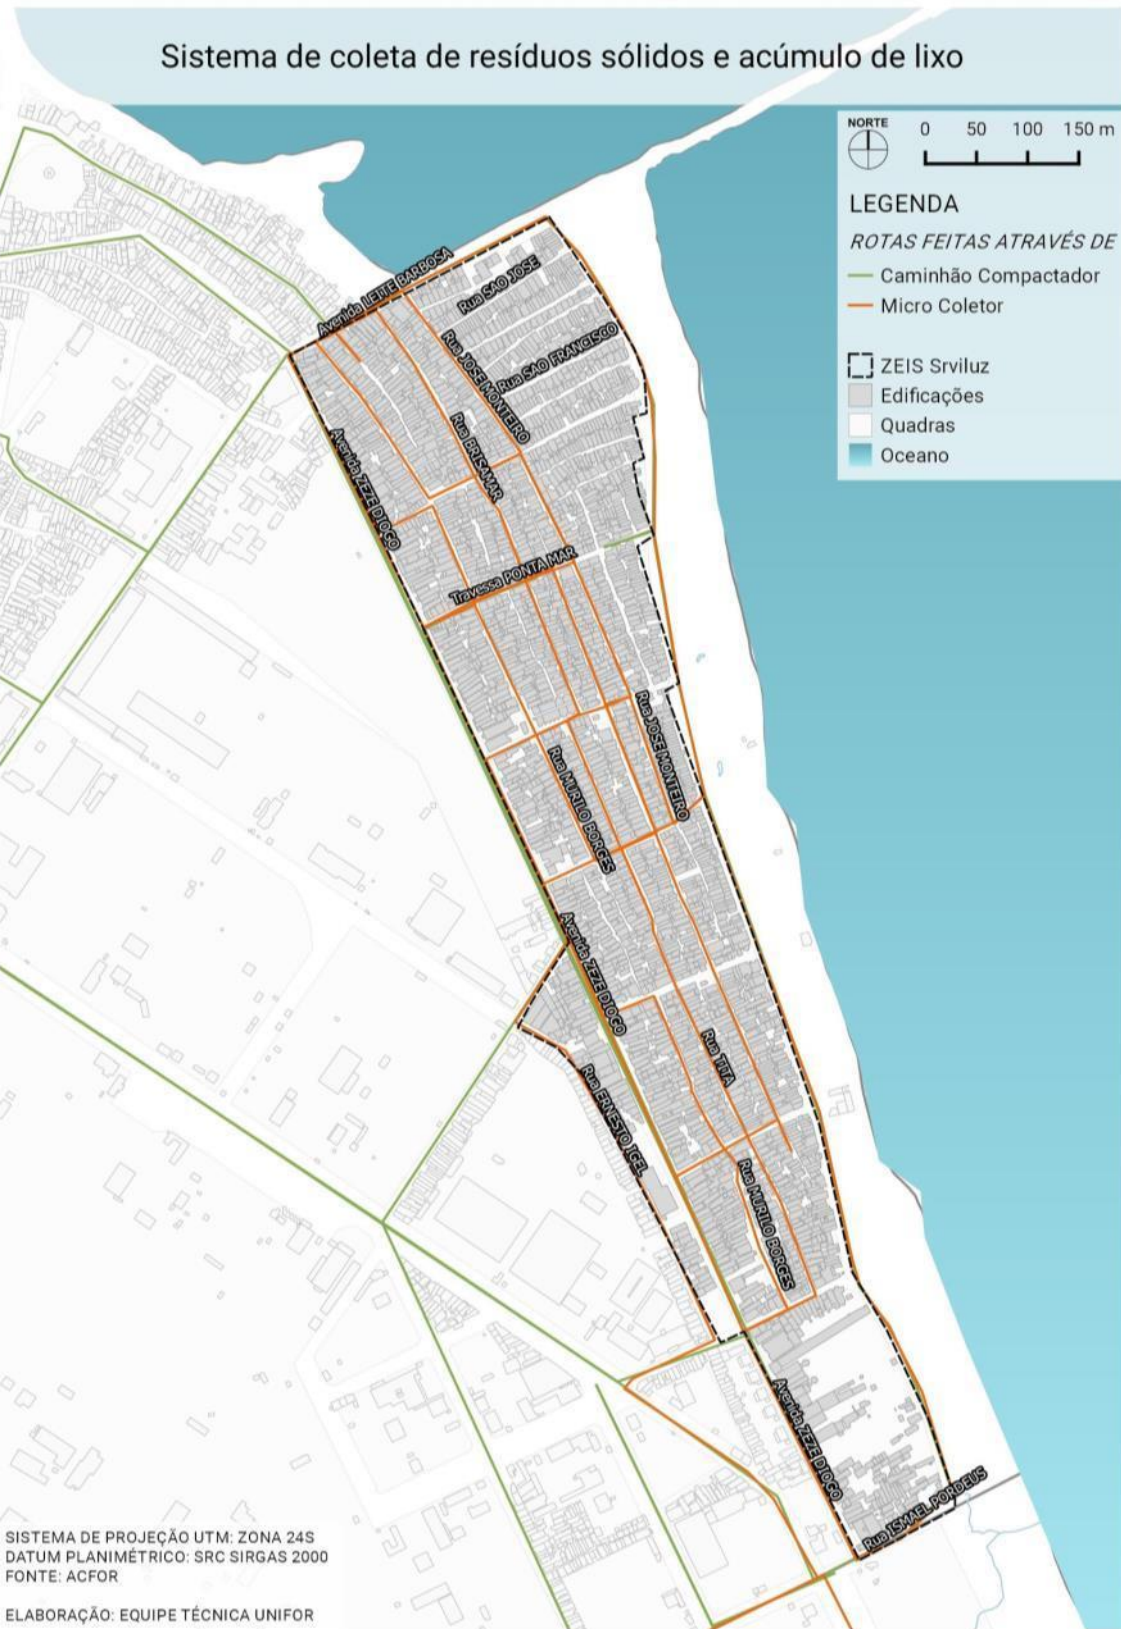 Sistema de coleta de resíduos sólidos e acúmulo de lixo
NORTE
0 50 100 150 m
LEGENDA
ROTAS FEITAS ATRAVÉS DE
Caminhão Compactador
Micro Coletor
ZEIS Srviluz
Edificações
Quadras
Oceano
Avenida LEITE BARBOSA
Rua SAO JOSE
Rua SAO FRANCISCO
Rua JOSE MONTEIRO
Rua BRISAMAR
Avenida ZEZE DIOGO
Travessa PONTA MAR
Rua JOSE MONTEIRO
Rua MURILO BORGES
Avenida ZEZE DIOGO
Rua TITA
Rua ERNESTO IGEL
Rua MURILO BORGES
Avenida ZEZE DIOGO
Rua ISMAEL PORDEUS
SISTEMA DE PROJEÇÃO UTM: ZONA 24S
DATUM PLANIMÉTRICO: SRC SIRGAS 2000
FONTE: ACFOR
ELABORAÇÃO: EQUIPE TÉCNICA UNIFOR